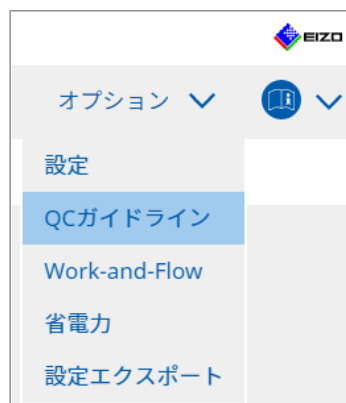 EIZO
オプション
設定
QCガイドライン
Work-and-Flow
省電力
設定エクスポート